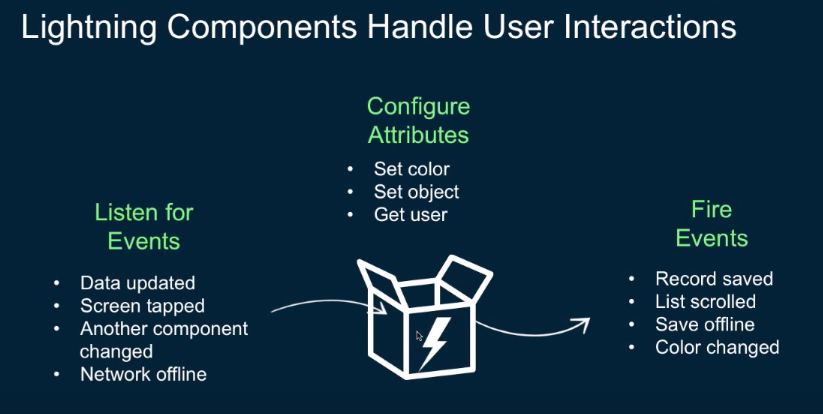 Lightning Components Handle User Interactions
Configure
Attributes
• Set color
• Set object
• Get user
Listen for
Events
• Data updated
• Screen tapped
• Another component
changed
• Network offline
Fire
Events
• Record saved
• List scrolled
• Save offline
• Color changed